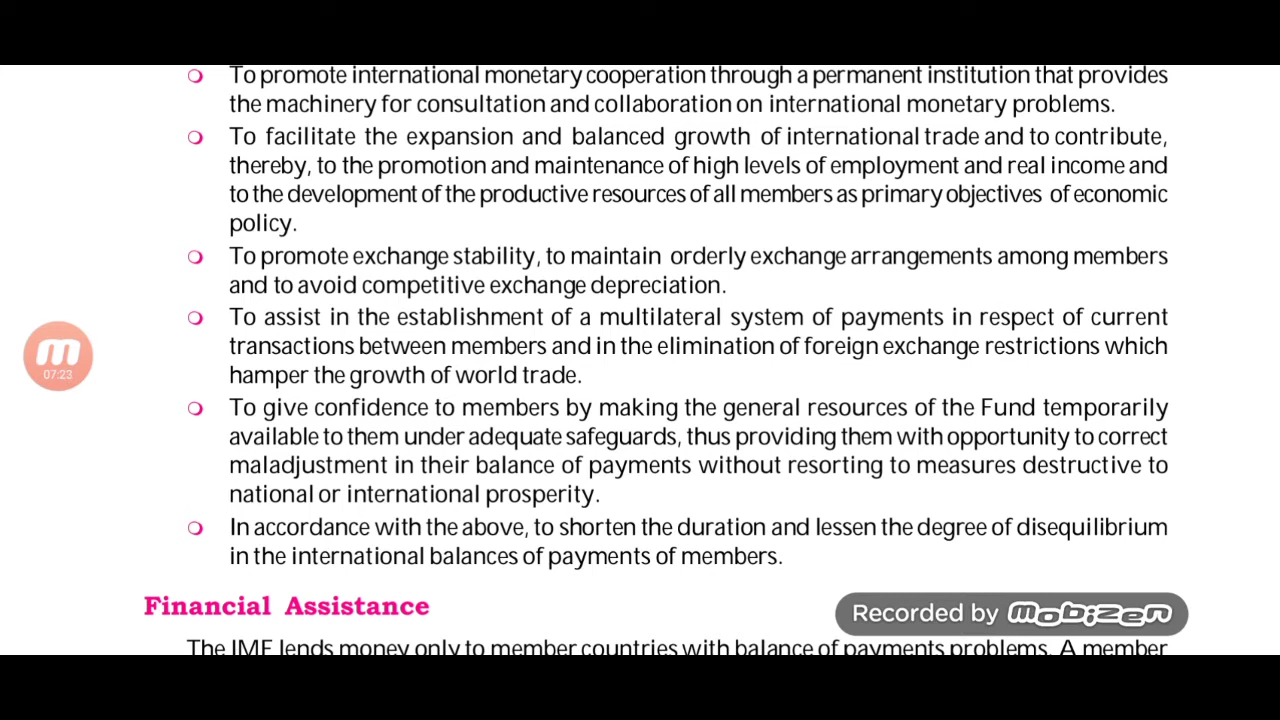 To promote international monetary cooperation through a permanent institution that provides
the machinery for consultation and collaboration on international monetary problems.
To facilitate the expansion and balanced growth of international trade and to contribute,
thereby, to the promotion and maintenance of high levels of employment and real income and
to the development of the productive resources of all members as primary objectives of economic
policy.
To promote exchange stability, to maintain orderly exchange arrangements among members
and to avoid competitive exchange depreciation.
To assist in the establishment of a multilateral system of payments in respect of current
transactions between members and in the elimination of foreign exchange restrictions which
hamper the growth of world trade.
07:23
To give confidence to members by making the general resources of the Fund temporarily
available to them under adequate safeguards, thus providing them with opportunity to correct
maladjustment in their balance of payments without resorting to measures destructive to
national or international prosperity.
In accordance with the above, to shorten the duration and lessen the degree of disequilibrium
in the international balances of payments of members.
Financial Assistance
Recorded by mobizen
The IMF lends money only to member countries with balance of payments problems. A member